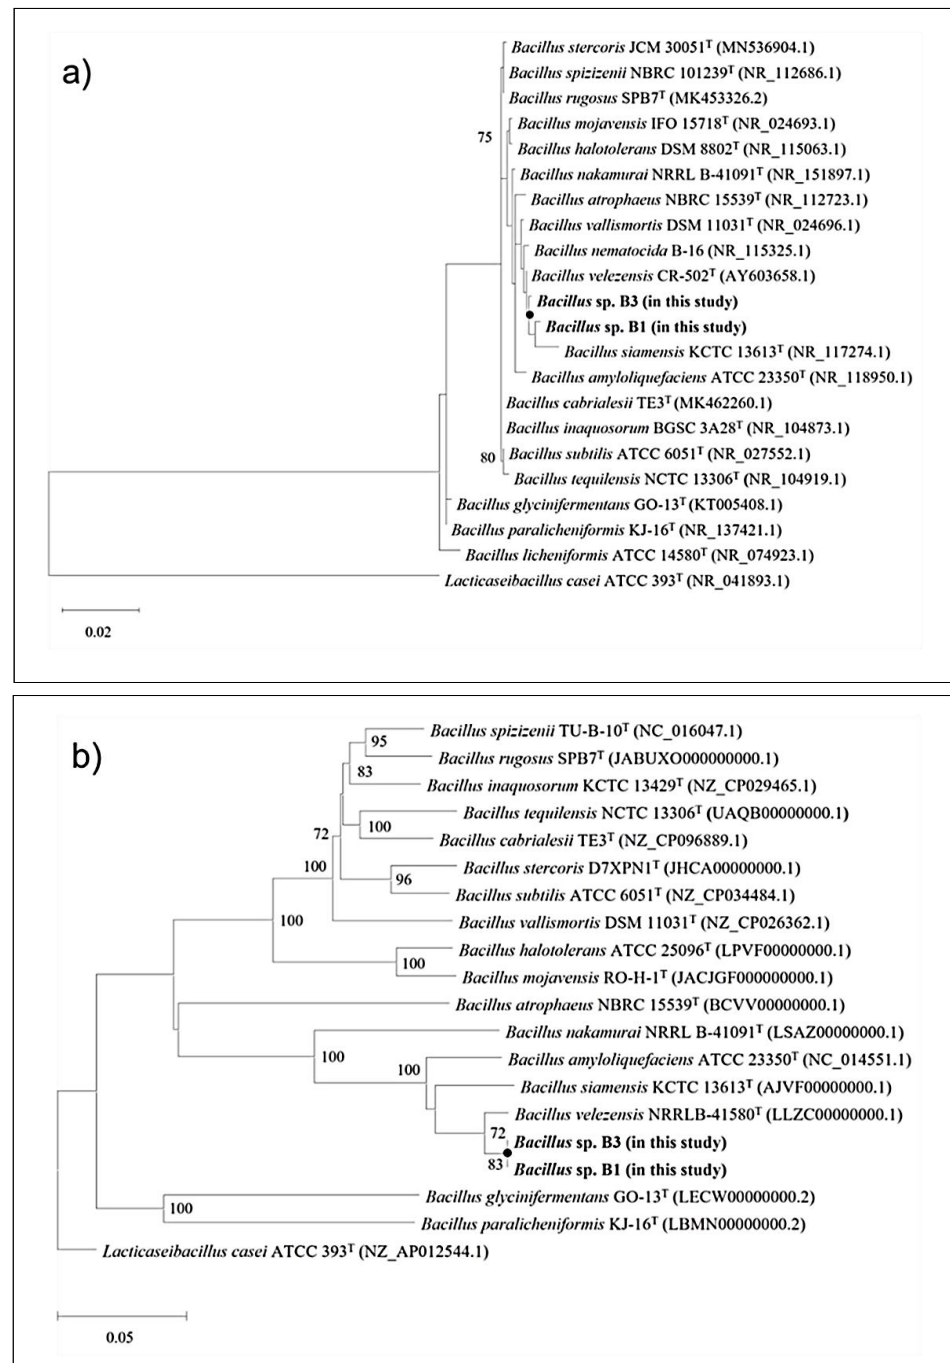 a)
Bacillus stercoris JCM 30051ᵀ (MN536904.1)
Bacillus spizizenii NBRC 101239ᵀ (NR_112686.1)
Bacillus rugosus SPB7ᵀ (MK453326.2)
Bacillus mojavensis IFO 15718ᵀ (NR_024693.1)
75
Bacillus halotolerans DSM 8802ᵀ (NR_115063.1)
Bacillus nakamurai NRRL B-41091ᵀ (NR_151897.1)
Bacillus atrophaeus NBRC 15539ᵀ (NR_112723.1)
Bacillus vallismortis DSM 11031ᵀ (NR_024696.1)
Bacillus nematocida B-16 (NR_115325.1)
Bacillus velezensis CR-502ᵀ (AY603658.1)
Bacillus sp. B3 (in this study)
Bacillus sp. B1 (in this study)
Bacillus siamensis KCTC 13613ᵀ (NR_117274.1)
Bacillus amyloliquefaciens ATCC 23350ᵀ (NR_118950.1)
Bacillus cabrialesii TE3ᵀ (MK462260.1)
Bacillus inaquosorum BGSC 3A28ᵀ (NR_104873.1)
80 Bacillus subtilis ATCC 6051ᵀ (NR_027552.1)
Bacillus tequilensis NCTC 13306ᵀ (NR_104919.1)
Bacillus glycinifermentans GO-13ᵀ (KT005408.1)
Bacillus paralicheniformis KJ-16ᵀ (NR_137421.1)
Bacillus licheniformis ATCC 14580ᵀ (NR_074923.1)
Lacticaseibacillus casei ATCC 393ᵀ (NR_041893.1)
0.02
b)
Bacillus spizizenii TU-B-10ᵀ (NC_016047.1)
95
Bacillus rugosus SPB7ᵀ (JABUXO000000000.1)
83
Bacillus inaquosorum KCTC 13429ᵀ (NZ_CP029465.1)
Bacillus tequilensis NCTC 13306ᵀ (UAQB00000000.1)
100
72
Bacillus cabrialesii TE3ᵀ (NZ_CP096889.1)
100
Bacillus stercoris D7XPN1ᵀ (JHCA00000000.1)
96
Bacillus subtilis ATCC 6051ᵀ (NZ_CP034484.1)
100
Bacillus vallismortis DSM 11031ᵀ (NZ_CP026362.1)
Bacillus halotolerans ATCC 25096ᵀ (LPVF00000000.1)
100
Bacillus mojavensis RO-H-1ᵀ (JACJGF000000000.1)
Bacillus atrophaeus NBRC 15539ᵀ (BCVV00000000.1)
Bacillus nakamurai NRRL B-41091ᵀ (LSAZ00000000.1)
100
Bacillus amyloliquefaciens ATCC 23350ᵀ (NC_014551.1)
100
Bacillus siamensis KCTC 13613ᵀ (AJVF00000000.1)
Bacillus velezensis NRRLB-41580ᵀ (LLZC00000000.1)
72
Bacillus sp. B3 (in this study)
83
Bacillus sp. B1 (in this study)
Bacillus glycinifermentans GO-13ᵀ (LECW00000000.2)
100
Bacillus paralicheniformis KJ-16ᵀ (LBMN00000000.2)
Lacticaseibacillus casei ATCC 393ᵀ (NZ_AP012544.1)
0.05